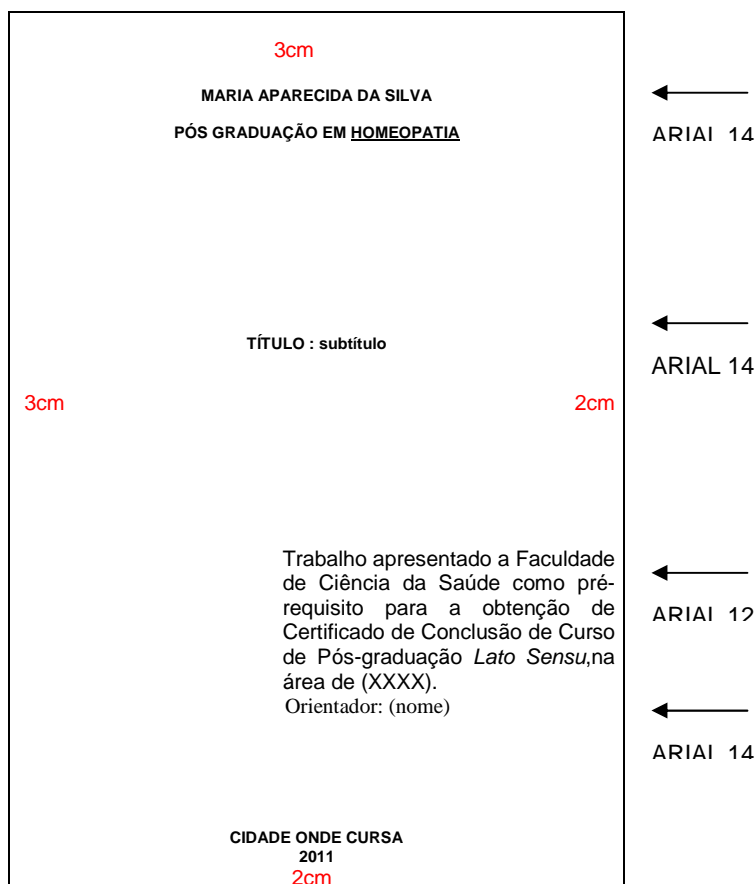 3cm
MARIA APARECIDA DA SILVA
PÓS GRADUAÇÃO EM HOMEOPATIA
ARIAL 14
TÍTULO : subtítulo
ARIAL 14
3cm 2cm
Trabalho apresentado a Faculdade
de Ciência da Saúde como pré-
requisito para a obtenção de
Certificado de Conclusão de Curso
de Pós-graduação Lato Sensu,na
área de (XXXX).
Orientador: (nome)
ARIAL 12
ARIAL 14
CIDADE ONDE CURSA
2011
2cm